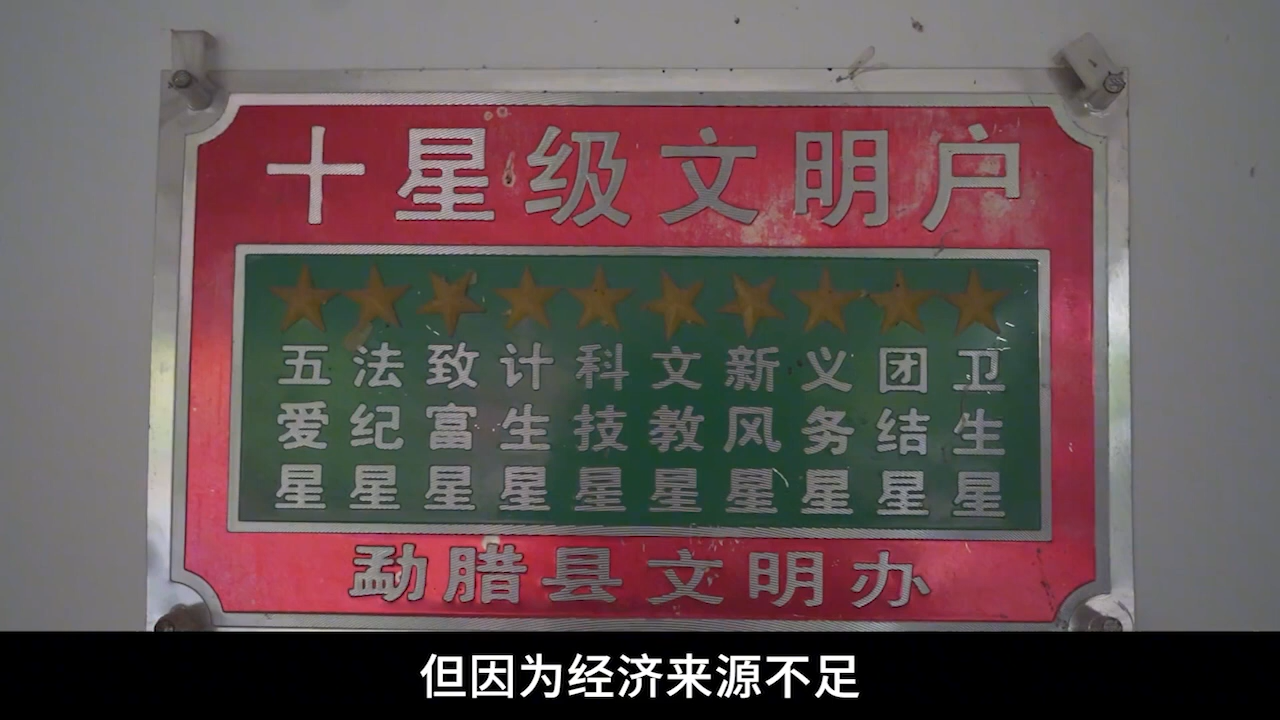 十星级文明户
五 法 致 计 科 文 新 义 团 卫
爱 纪 富 生 技 教 风 务 结 生
星 星 星 星 星 星 星 星 星 星
勐腊县文明办
但因为经济来源不足